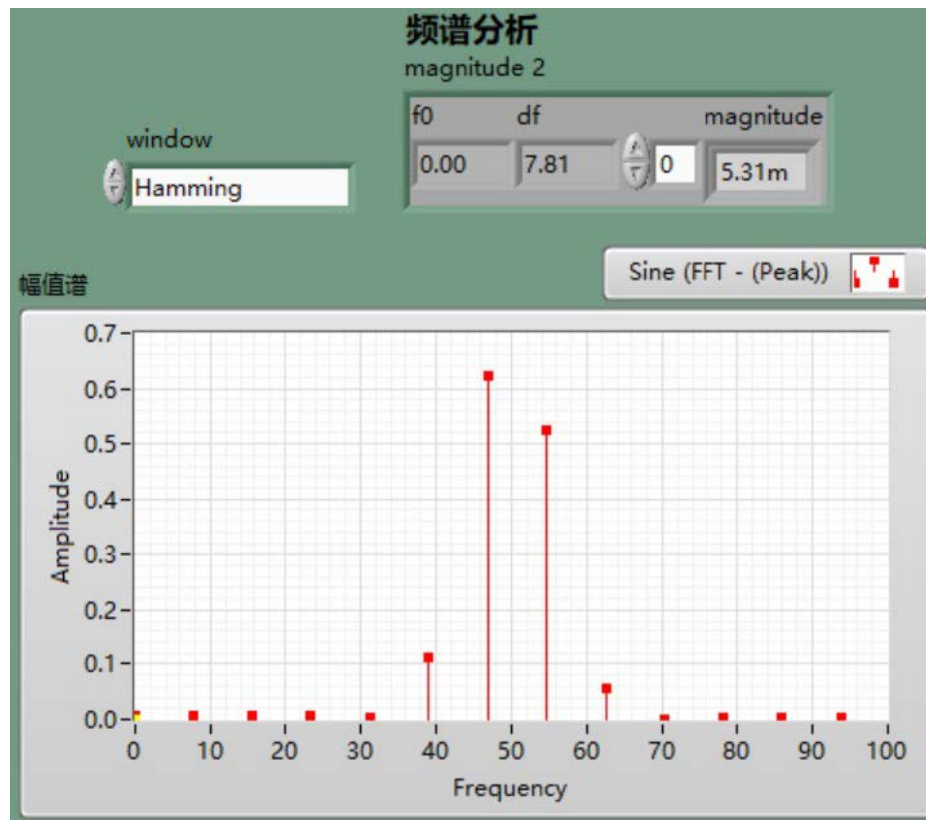 频谱分析
magnitude 2
f0 df magnitude
0.00 7.81 0 5.31m
window
Hamming
Sine (FFT - (Peak))
幅值谱
0.7
0.6
0.5
0.4
0.3
0.2
0.1
0.0
Amplitude
0 10 20 30 40 50 60 70 80 90 100
Frequency